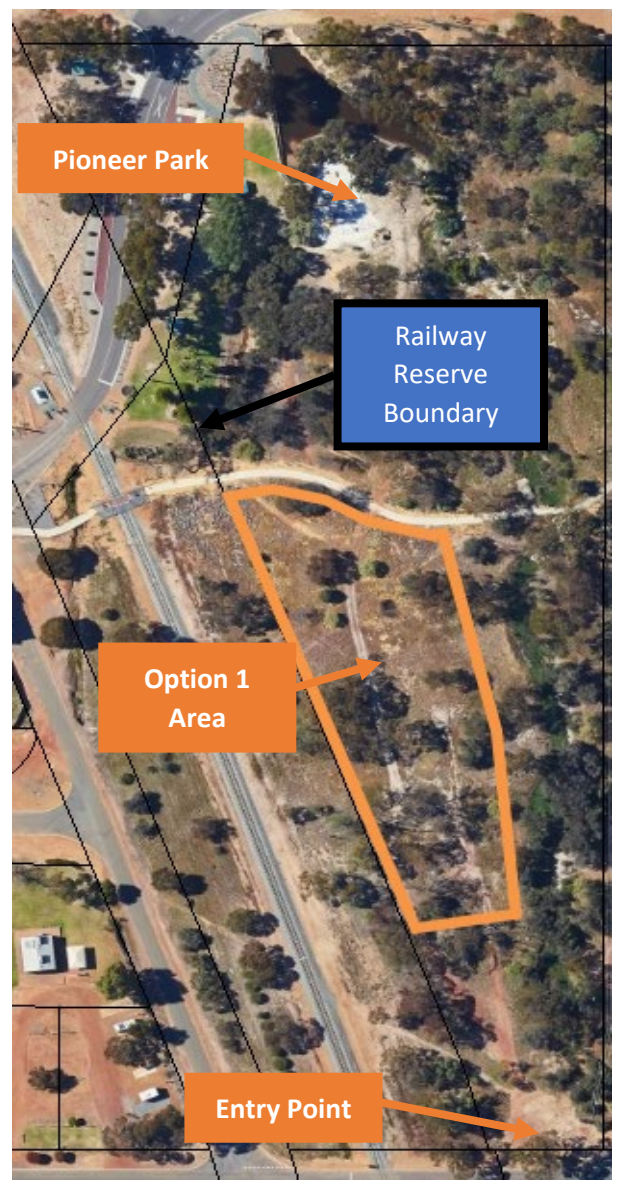 Pioneer Park
Railway
Reserve
Boundary
Option 1
Area
Entry Point